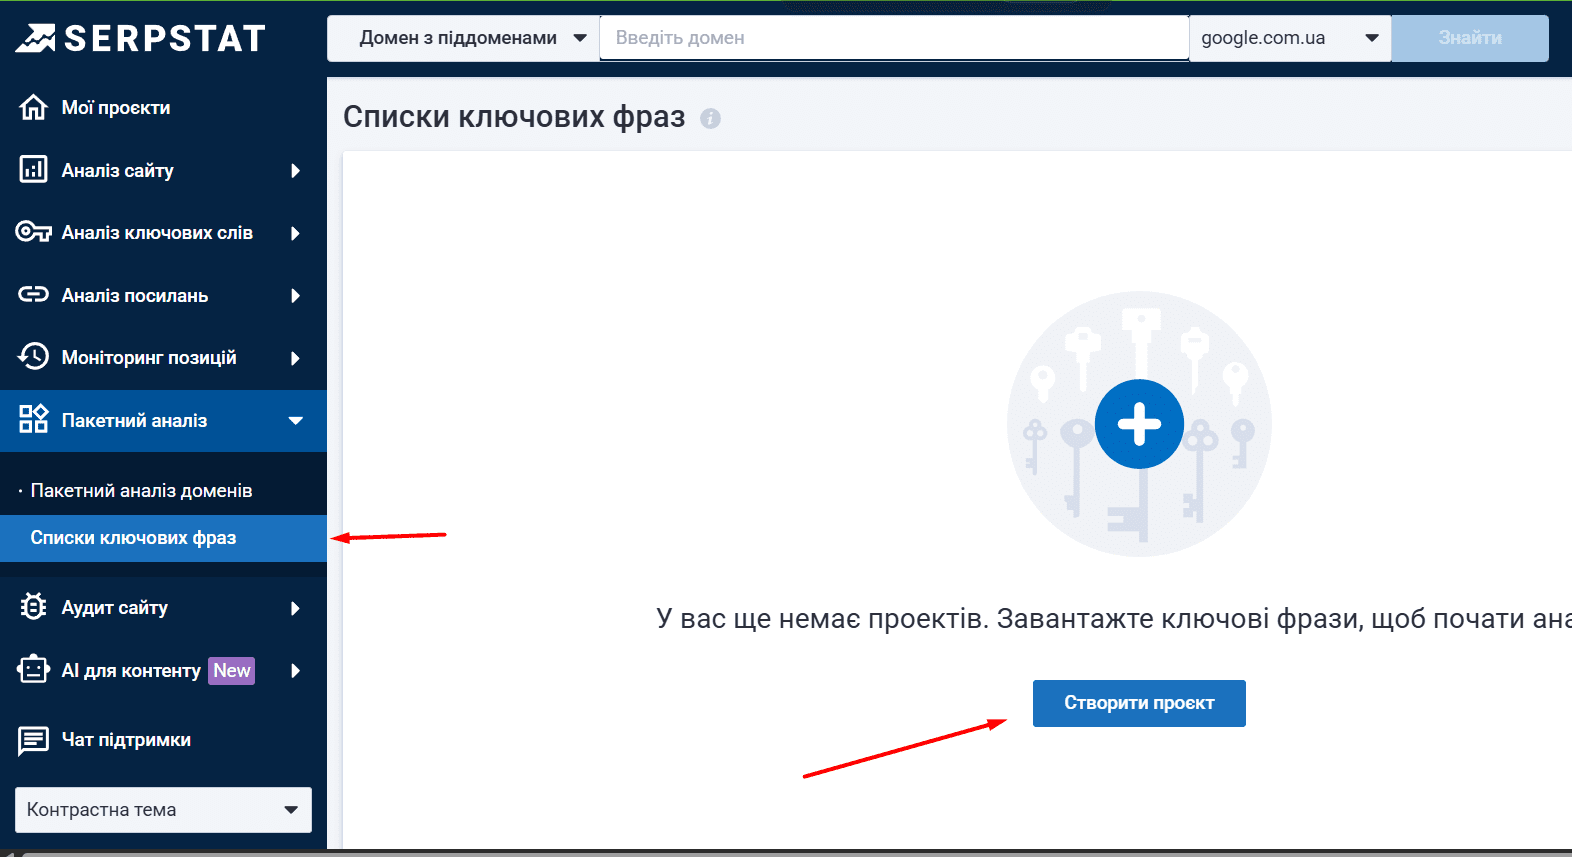 SERPSTAT
Домен з піддоменами
Введіть домен
google.com.ua
Знайти
Мої проєкти
Аналіз сайту
Аналіз ключових слів
Аналіз посилань
Моніторинг позицій
Пакетний аналіз
· Пакетний аналіз доменів
Списки ключових фраз
Аудит сайту
AI для контенту New
Чат підтримки
Контрастна тема
Списки ключових фраз i
У вас ще немає проектів. Завантажте ключові фрази, щоб почати ана
Створити проєкт